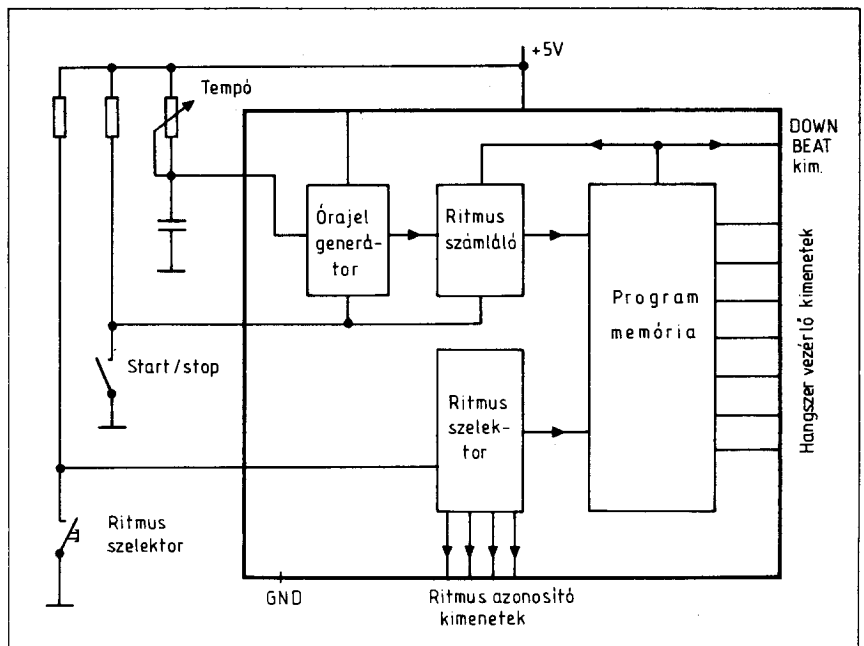 +5V
Tempó
DOWN
BEAT
kim.
Órajel
generá-
tor
Ritmus
számláló
Program
memória
Hangszer vezérlő kimenetek
Start/stop
Ritmus
szelek-
tor
Ritmus
szelektor
GND
Ritmus azonosító
kimenetek